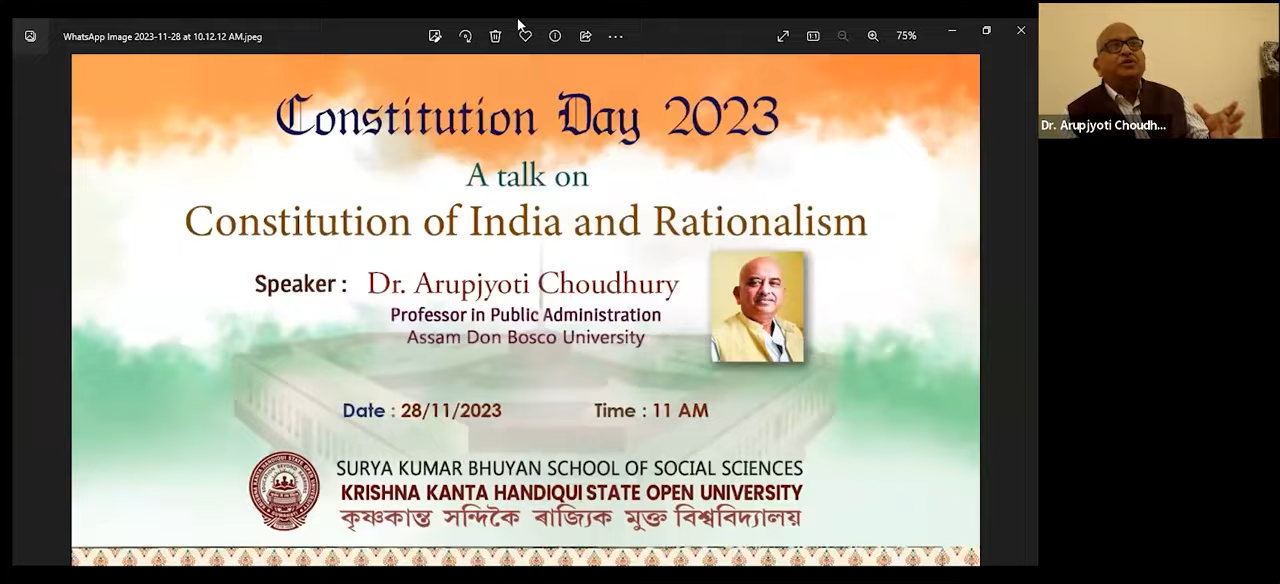 WhatsApp Image 2023-11-28 at 10.12.12 AM.jpeg
75%
Dr. Arupjyoti Choudh...
Constitution Day 2023
A talk on
Constitution of India and Rationalism
Speaker : Dr. Arupjyoti Choudhury
Professor in Public Administration
Assam Don Bosco University
Date : 28/11/2023 Time : 11 AM
SURYA KUMAR BHUYAN SCHOOL OF SOCIAL SCIENCES
KRISHNA KANTA HANDIQUI STATE OPEN UNIVERSITY
কৃষ্ণকান্ত সন্দিকৈ ৰাজ্যিক মুক্ত বিশ্ববিদ্যালয়